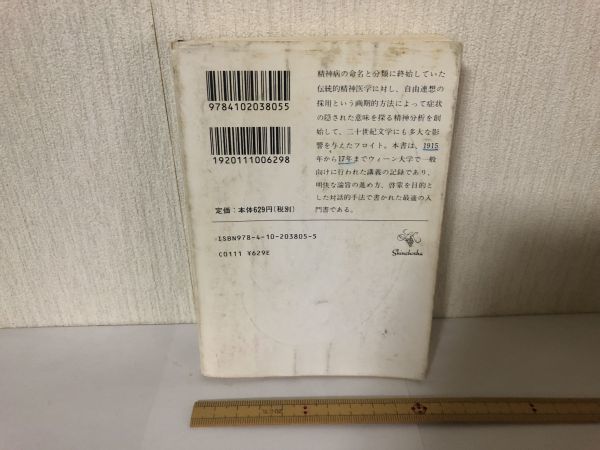 精神病の命名と分類に終始していた
伝統的精神医学に対し、自由連想の
採用という画期的方法によって症状
の隠された意味を探る精神分析を創
始して、二十世紀文学にも多大な影
響を与えたフロイト。本書は、1915
年から17年までウィーン大学で一般
向けに行われた講義の記録であり、
明快な論旨の進め方、啓蒙を目的と
した対話的手法で書かれた最適の入
門書である。
9784102038055
1920111006298
定価：本体629円(税別)
ISBN978-4-10-203805-5
C0111 ¥629E
Shinchosha